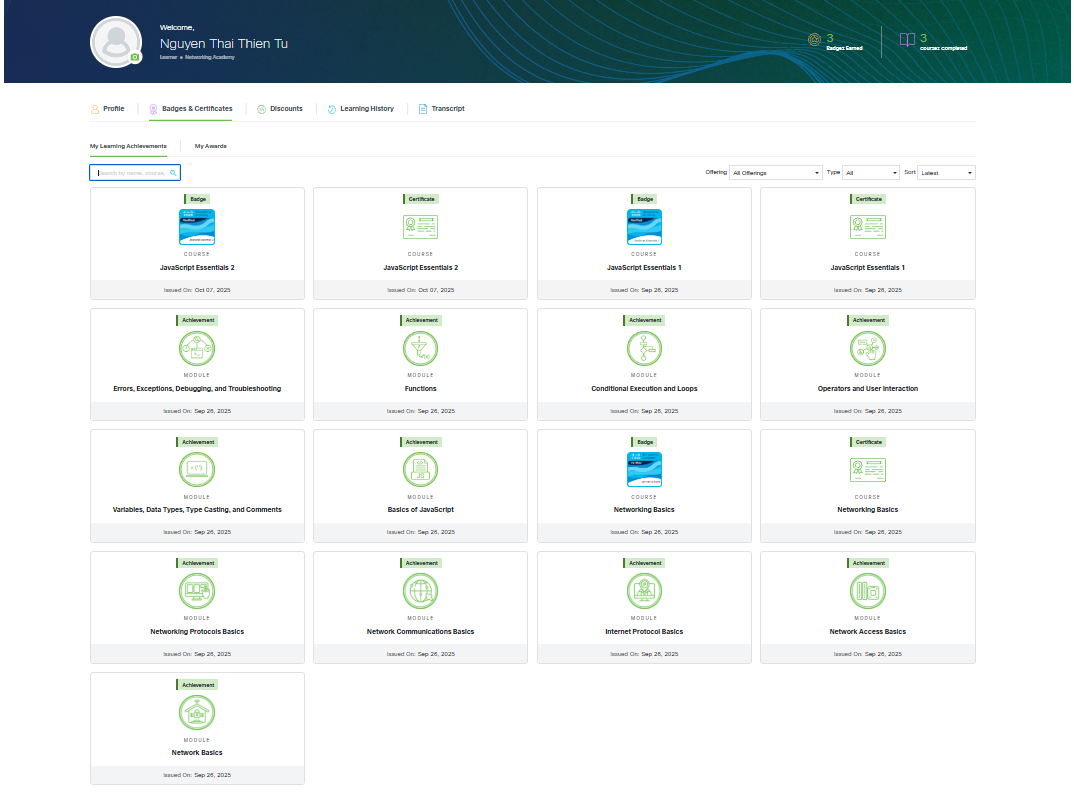 Welcome,
Nguyen Thai Thien Tu
Learner • Networking Academy
3
Badges Earned
3
courses completed
Profile
Badges & Certificates
Discounts
Learning History
Transcript
My Learning Achievements
My Awards
Search by name, course,
Offering
All Offerings
Type
All
Sort
Latest
Badge
COURSE
JavaScript Essentials 2
Issued On: Oct 07, 2025
Certificate
COURSE
JavaScript Essentials 2
Issued On: Oct 07, 2025
Badge
COURSE
JavaScript Essentials 1
Issued On: Sep 28, 2025
Certificate
COURSE
JavaScript Essentials 1
Issued On: Sep 28, 2025
Achievement
MODULE
Errors, Exceptions, Debugging, and Troubleshooting
Issued On: Sep 26, 2025
Achievement
MODULE
Functions
Issued On: Sep 26, 2025
Achievement
MODULE
Conditional Execution and Loops
Issued On: Sep 26, 2025
Achievement
MODULE
Operators and User Interaction
Issued On: Sep 26, 2025
Achievement
MODULE
Variables, Data Types, Type Casting, and Comments
Issued On: Sep 26, 2025
Achievement
MODULE
Basics of JavaScript
Issued On: Sep 26, 2025
Badge
COURSE
Networking Basics
Issued On: Sep 26, 2025
Certificate
COURSE
Networking Basics
Issued On: Sep 26, 2025
Achievement
MODULE
Networking Protocols Basics
Issued On: Sep 26, 2025
Achievement
MODULE
Network Communications Basics
Issued On: Sep 26, 2025
Achievement
MODULE
Internet Protocol Basics
Issued On: Sep 26, 2025
Achievement
MODULE
Network Access Basics
Issued On: Sep 26, 2025
Achievement
MODULE
Network Basics
Issued On: Sep 26, 2025